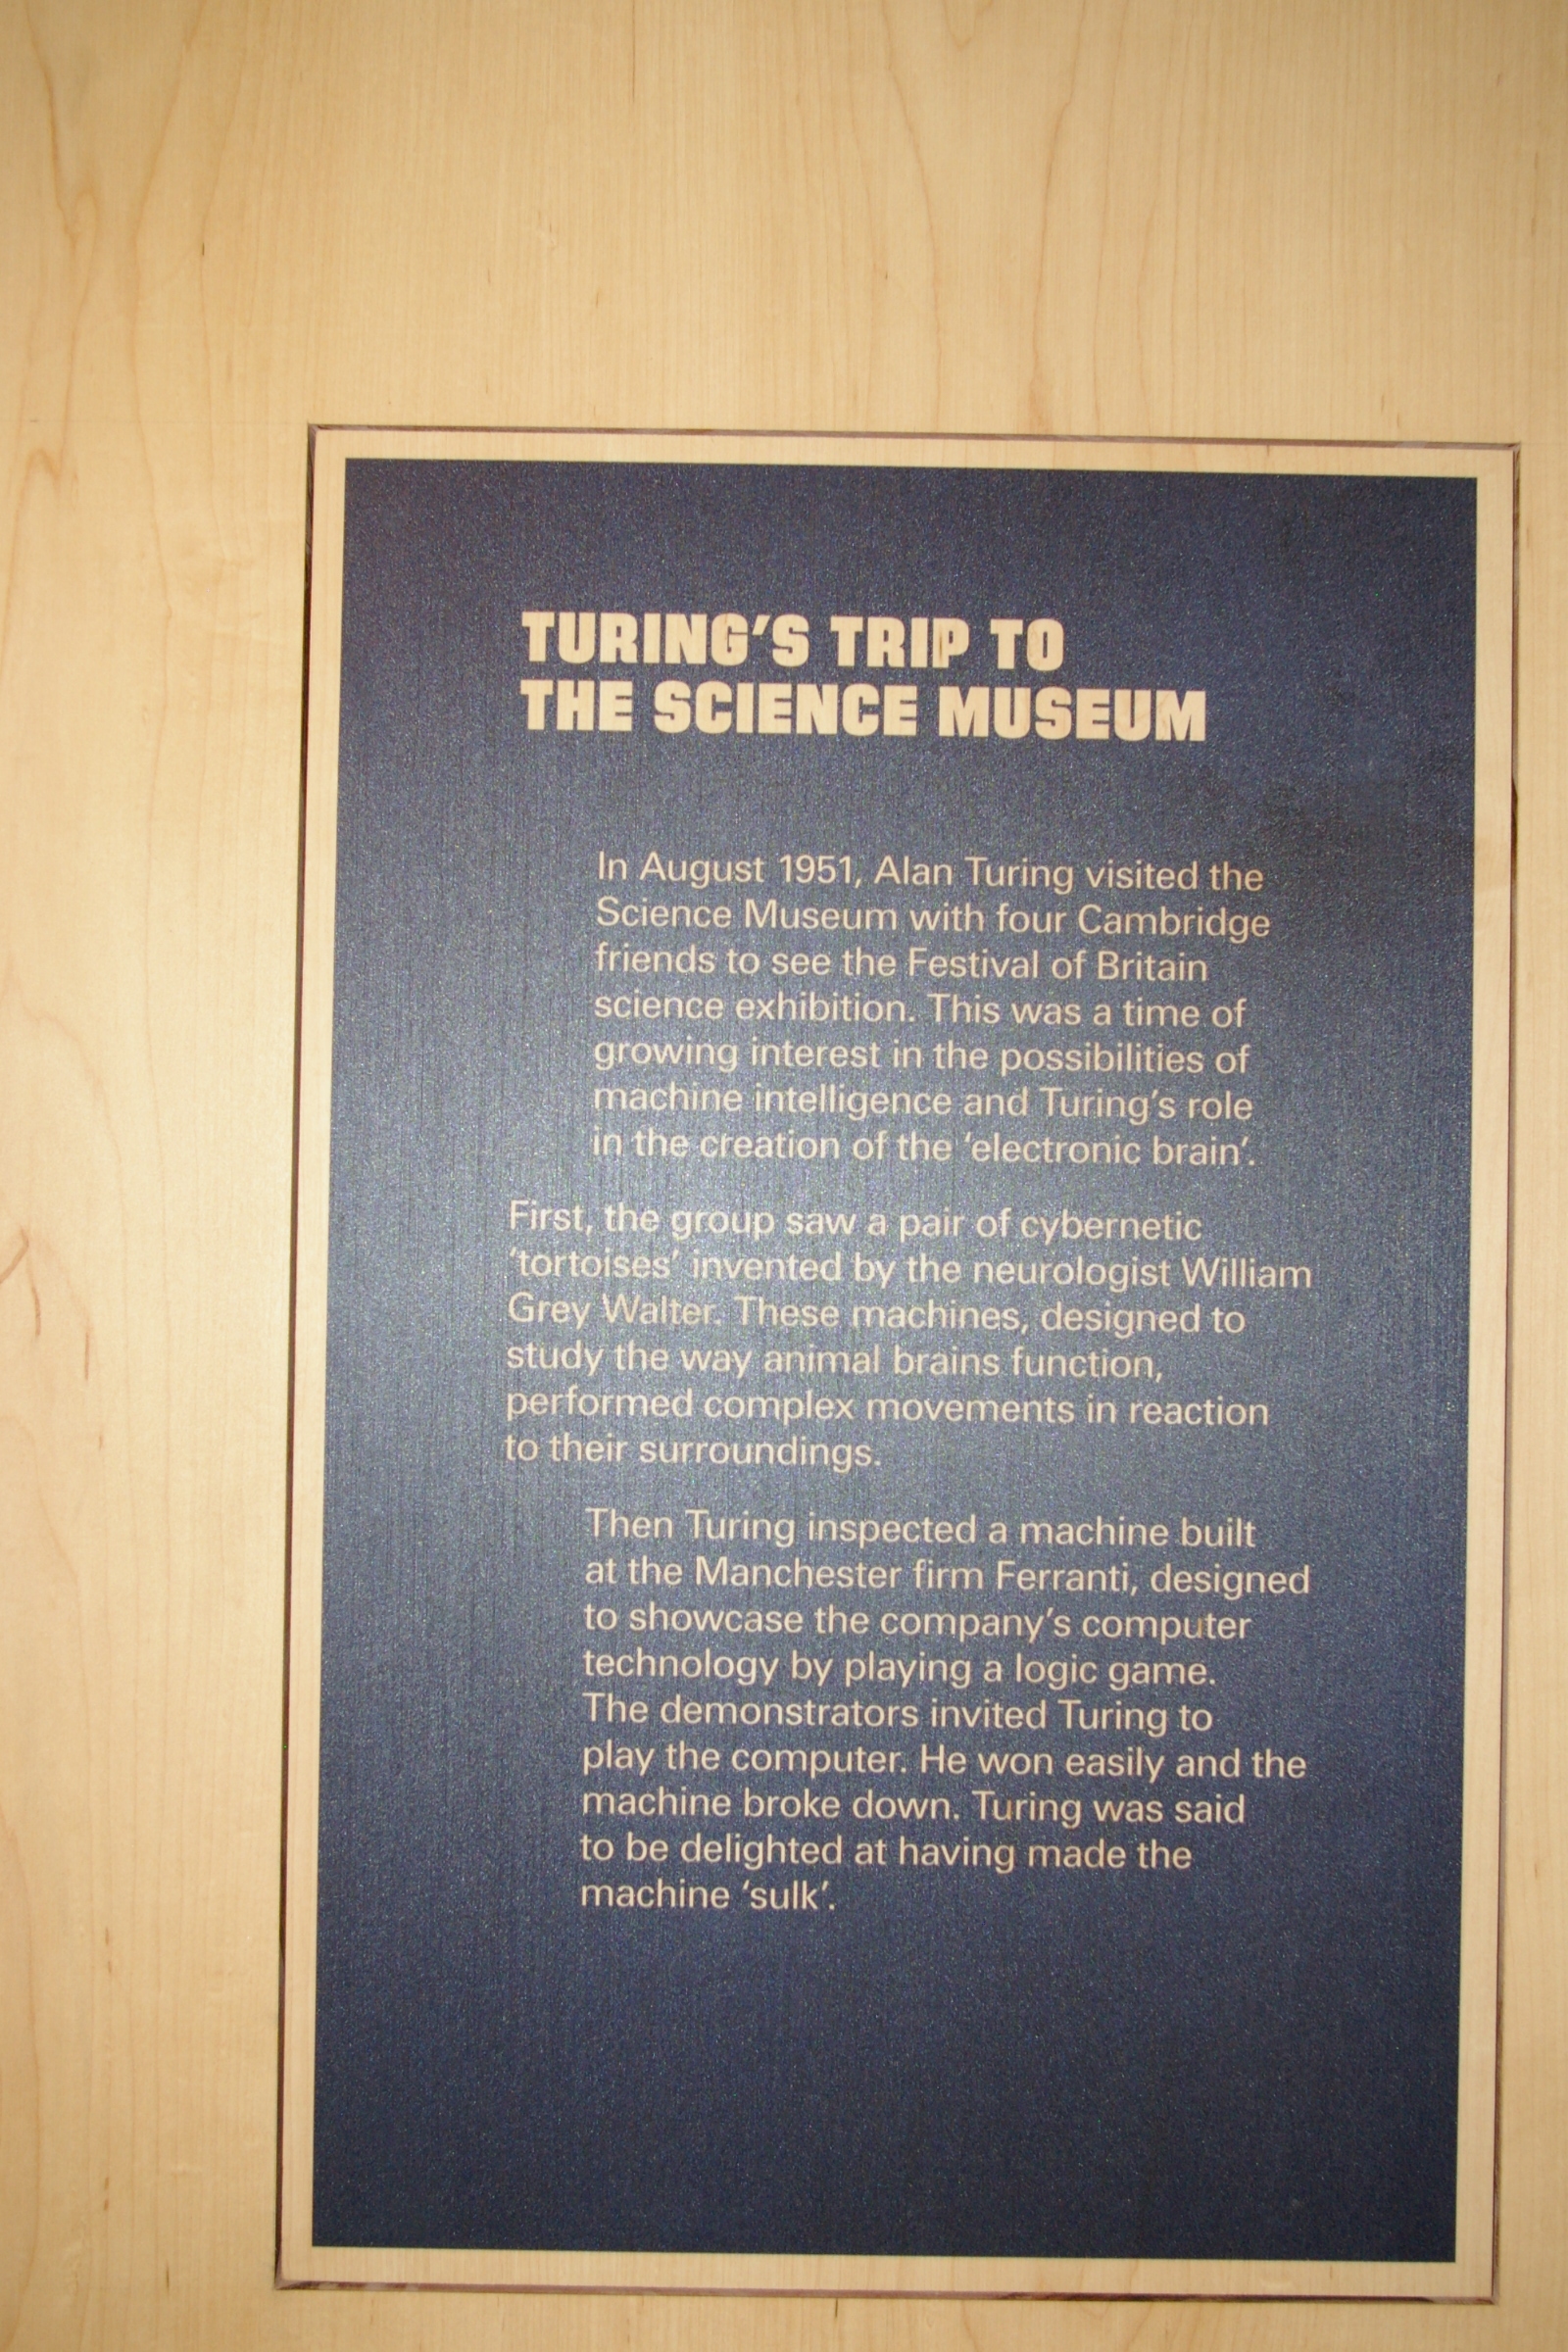 TURING'S TRIP TO
THE SCIENCE MUSEUM
In August 1951, Alan Turing visited the
Science Museum with four Cambridge
friends to see the Festival of Britain
science exhibition. This was a time of
growing interest in the possibilities of
machine intelligence and Turing's role
in the creation of the ‘electronic brain’.
First, the group saw a pair of cybernetic
‘tortoises’ invented by the neurologist William
Grey Walter. These machines, designed to
study the way animal brains function,
performed complex movements in reaction
to their surroundings.
Then Turing inspected a machine built
at the Manchester firm Ferranti, designed
to showcase the company's computer
technology by playing a logic game.
The demonstrators invited Turing to
play the computer. He won easily and the
machine broke down. Turing was said
to be delighted at having made the
machine ‘sulk’.